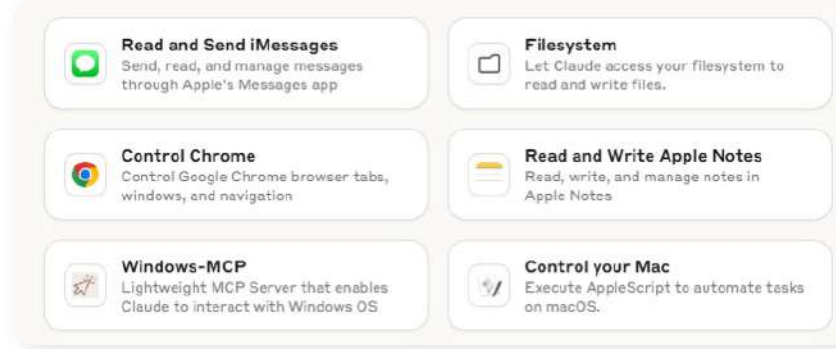 Read and Send iMessages
Send, read, and manage messages
through Apple's Messages app
Filesystem
Let Claude access your filesystem to
read and write files.
Control Chrome
Control Google Chrome browser tabs,
windows, and navigation
Read and Write Apple Notes
Read, write, and manage notes in
Apple Notes
Windows-MCP
Lightweight MCP Server that enables
Claude to interact with Windows OS
Control your Mac
Execute AppleScript to automate tasks
on macOS.